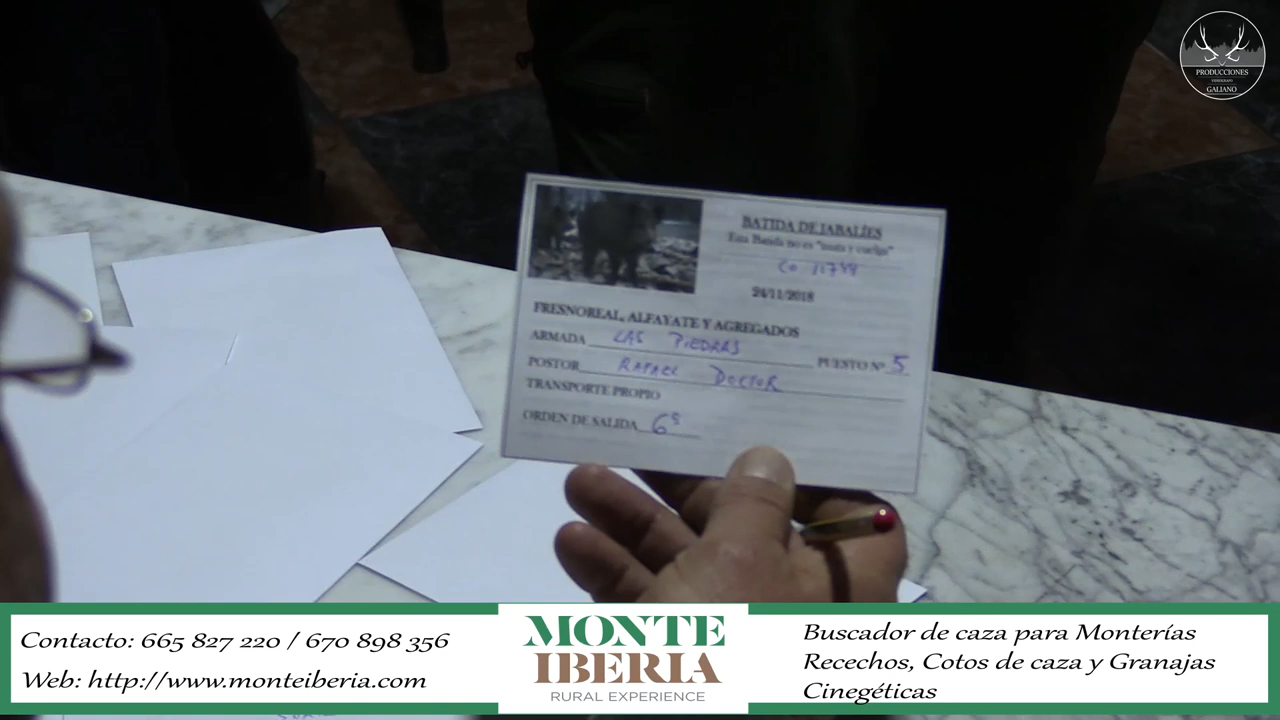 PRODUCCIONES
GALIANO
BATIDA DE JABALÍES
Esta Batida no es "mata y cuelga"
CO 11744
24/11/2018
FRESNOREAL, ALFAYATE Y AGREGADOS
ARMADA LAS PIEDRAS PUESTO Nº 5
POSTOR RAFAEL DOCTOR
TRANSPORTE PROPIO
ORDEN DE SALIDA 6º
Contacto: 665 827 220 / 670 898 356
Web: http://www.monteiberia.com
MONTE
IBERIA
RURAL EXPERIENCE
Buscador de caza para Monterías
Recechos, Cotos de caza y Granajas
Cinegéticas